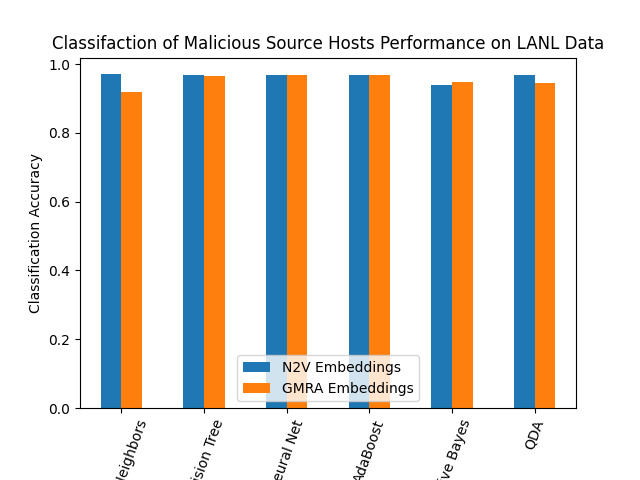 Classifaction of Malicious Source Hosts Performance on LANL Data
Classification Accuracy
1.0
0.8
0.6
0.4
0.2
0.0
N2V Embeddings
GMRA Embeddings
Neighbors
ision Tree
eural Net
AdaBoost
ive Bayes
QDA